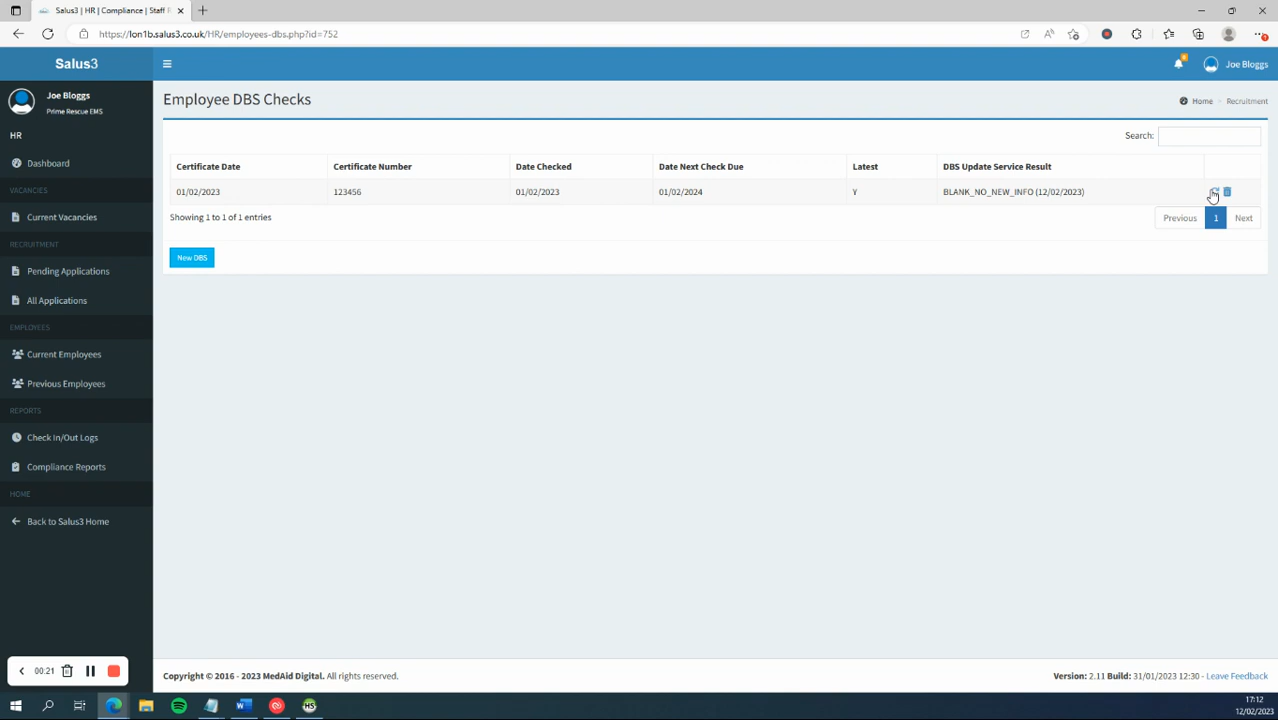 Salus3 | HR | Compliance | Staff
https://lon1b.salus3.co.uk/HR/employees-dbs.php?id=752
Salus3
Joe Bloggs
Joe Bloggs
Prime Rescue EMS
HR
Dashboard
VACANCIES
Current Vacancies
RECRUITMENT
Pending Applications
All Applications
EMPLOYEES
Current Employees
Previous Employees
REPORTS
Check In/Out Logs
Compliance Reports
HOME
Back to Salus3 Home
Employee DBS Checks
Home > Recruitment
Search:
Certificate Date Certificate Number Date Checked Date Next Check Due Latest DBS Update Service Result
01/02/2023 123456 01/02/2023 01/02/2024 Y BLANK_NO_NEW_INFO (12/02/2023)
Showing 1 to 1 of 1 entries
Previous 1 Next
New DBS
00:21
Copyright © 2016 - 2023 MedAid Digital. All rights reserved.
Version: 2.11 Build: 31/01/2023 12:30 - Leave Feedback
17:12
12/02/2023